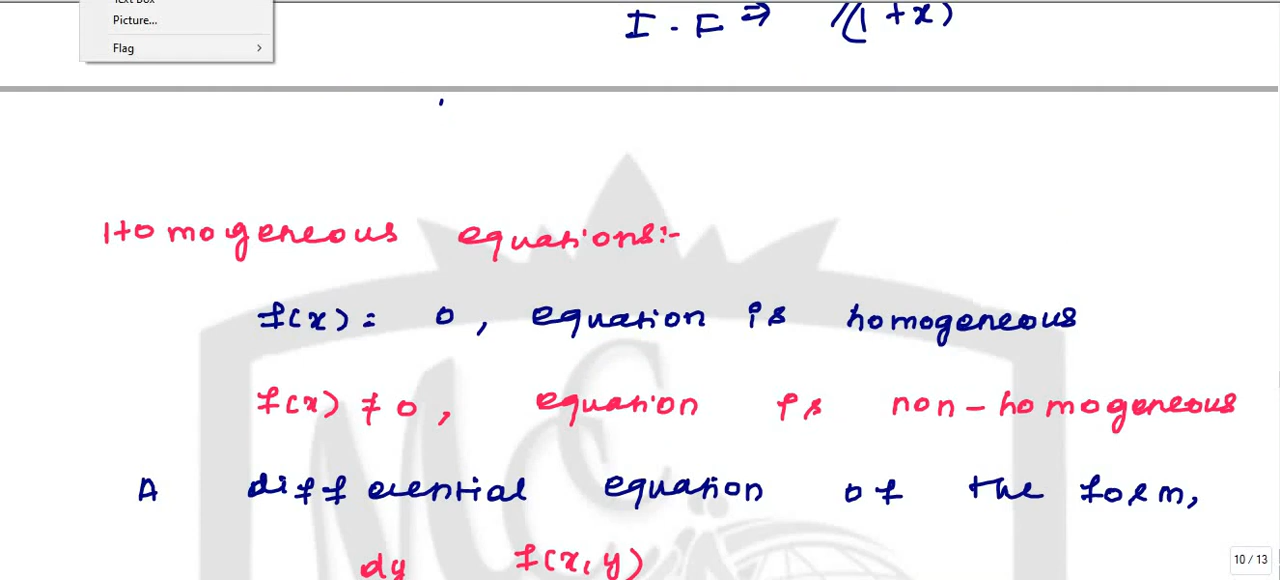 Picture...
Flag
I.F ⇒ 1/(1+x)
Homogeneous equations:-
f(x) = 0, equation is homogeneous
f(x) ≠ 0, equation is non-homogeneous
A differential equation of the form,
dy f(x,y)
10 / 13